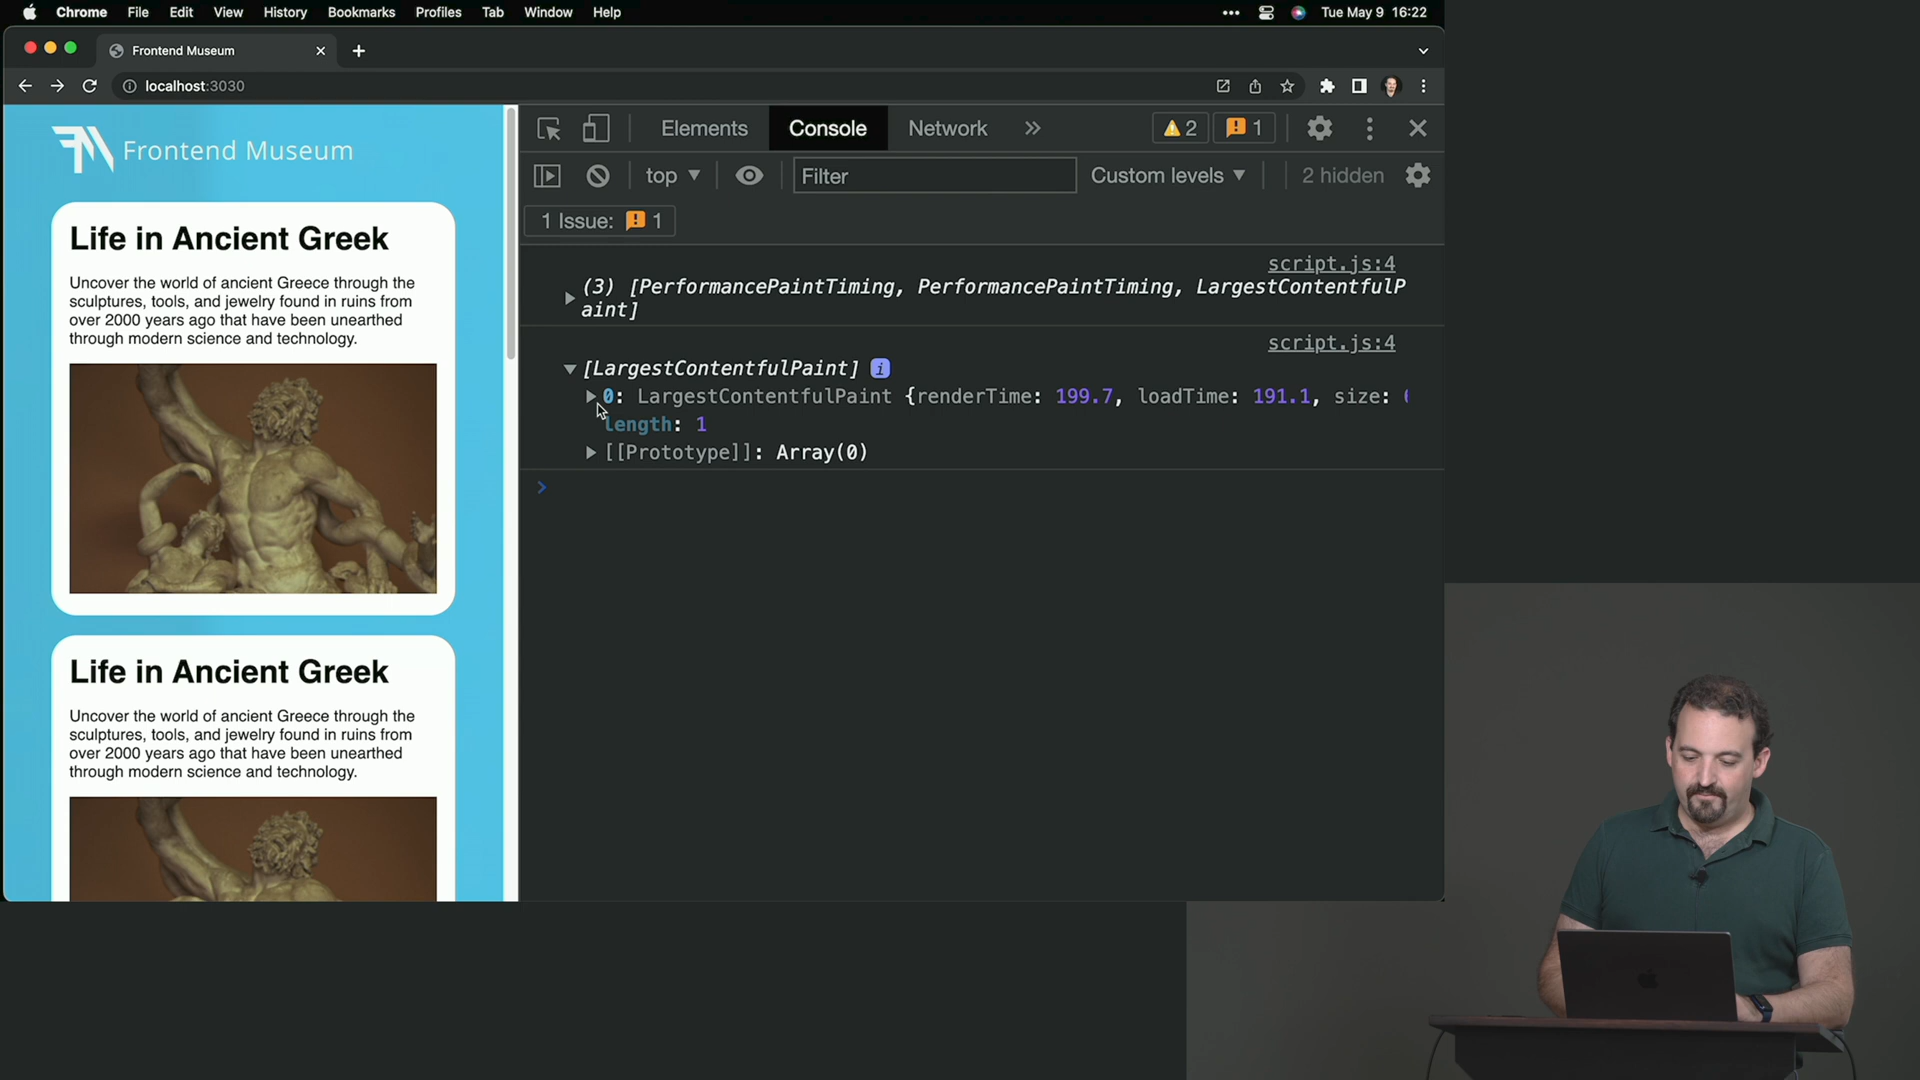 Chrome File Edit View History Bookmarks Profiles Tab Window Help
Tue May 9 16:22
Frontend Museum
localhost:3030
FM Frontend Museum
Life in Ancient Greek
Uncover the world of ancient Greece through the
sculptures, tools, and jewelry found in ruins from
over 2000 years ago that have been unearthed
through modern science and technology.
Life in Ancient Greek
Uncover the world of ancient Greece through the
sculptures, tools, and jewelry found in ruins from
over 2000 years ago that have been unearthed
through modern science and technology.
Elements Console Network 2 1
top Filter Custom levels 2 hidden
1 Issue: 1
script.js:4
(3) [PerformancePaintTiming, PerformancePaintTiming, LargestContentfulP
aint]
script.js:4
[LargestContentfulPaint] i
0: LargestContentfulPaint {renderTime: 199.7, loadTime: 191.1, size:
length: 1
[[Prototype]]: Array(0)